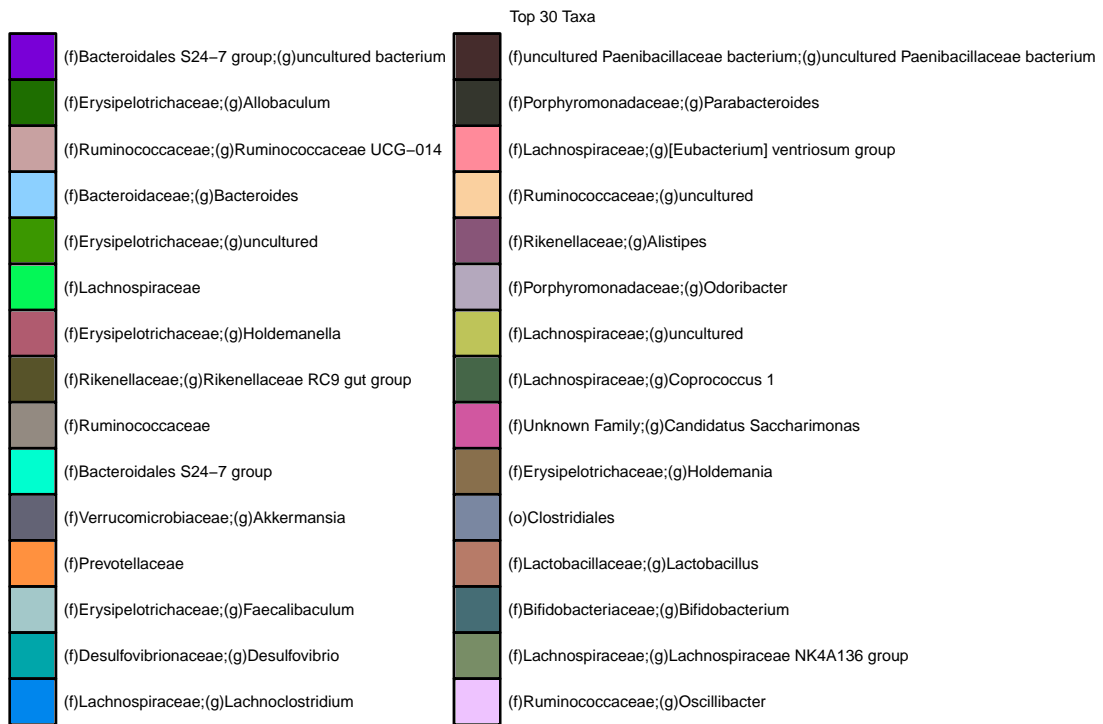 Top 30 Taxa
(f)Bacteroidales S24−7 group;(g)uncultured bacterium
(f)Erysipelotrichaceae;(g)Allobaculum
(f)Ruminococcaceae;(g)Ruminococcaceae UCG−014
(f)Bacteroidaceae;(g)Bacteroides
(f)Erysipelotrichaceae;(g)uncultured
(f)Lachnospiraceae
(f)Erysipelotrichaceae;(g)Holdemanella
(f)Rikenellaceae;(g)Rikenellaceae RC9 gut group
(f)Ruminococcaceae
(f)Bacteroidales S24−7 group
(f)Verrucomicrobiaceae;(g)Akkermansia
(f)Prevotellaceae
(f)Erysipelotrichaceae;(g)Faecalibaculum
(f)Desulfovibrionaceae;(g)Desulfovibrio
(f)Lachnospiraceae;(g)Lachnoclostridium
(f)uncultured Paenibacillaceae bacterium;(g)uncultured Paenibacillaceae bacterium
(f)Porphyromonadaceae;(g)Parabacteroides
(f)Lachnospiraceae;(g)[Eubacterium] ventriosum group
(f)Ruminococcaceae;(g)uncultured
(f)Rikenellaceae;(g)Alistipes
(f)Porphyromonadaceae;(g)Odoribacter
(f)Lachnospiraceae;(g)uncultured
(f)Lachnospiraceae;(g)Coprococcus 1
(f)Unknown Family;(g)Candidatus Saccharimonas
(f)Erysipelotrichaceae;(g)Holdemania
(o)Clostridiales
(f)Lactobacillaceae;(g)Lactobacillus
(f)Bifidobacteriaceae;(g)Bifidobacterium
(f)Lachnospiraceae;(g)Lachnospiraceae NK4A136 group
(f)Ruminococcaceae;(g)Oscillibacter